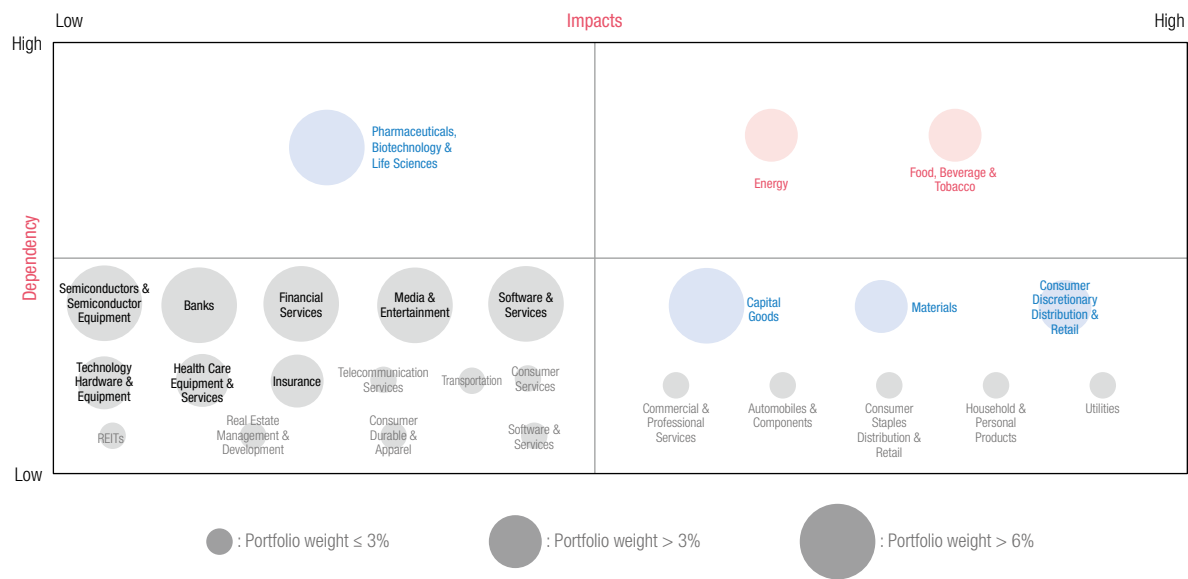 Low
Impacts
High
High
Pharmaceuticals,
Biotechnology &
Life Sciences
Energy
Food, Beverage &
Tobacco
Dependency
Semiconductors &
Semiconductor
Equipment
Banks
Financial
Services
Media &
Entertainment
Software &
Services
Capital
Goods
Materials
Consumer
Discretionary
Distribution &
Retail
Technology
Hardware &
Equipment
Health Care
Equipment &
Services
Insurance
Telecommunication
Services
Transportation
Consumer
Services
Commercial &
Professional
Services
Automobiles &
Components
Consumer
Staples
Distribution &
Retail
Household &
Personal
Products
Utilities
REITs
Real Estate
Management &
Development
Consumer
Durable &
Apparel
Software &
Services
Low
: Portfolio weight ≤ 3%
: Portfolio weight > 3%
: Portfolio weight > 6%